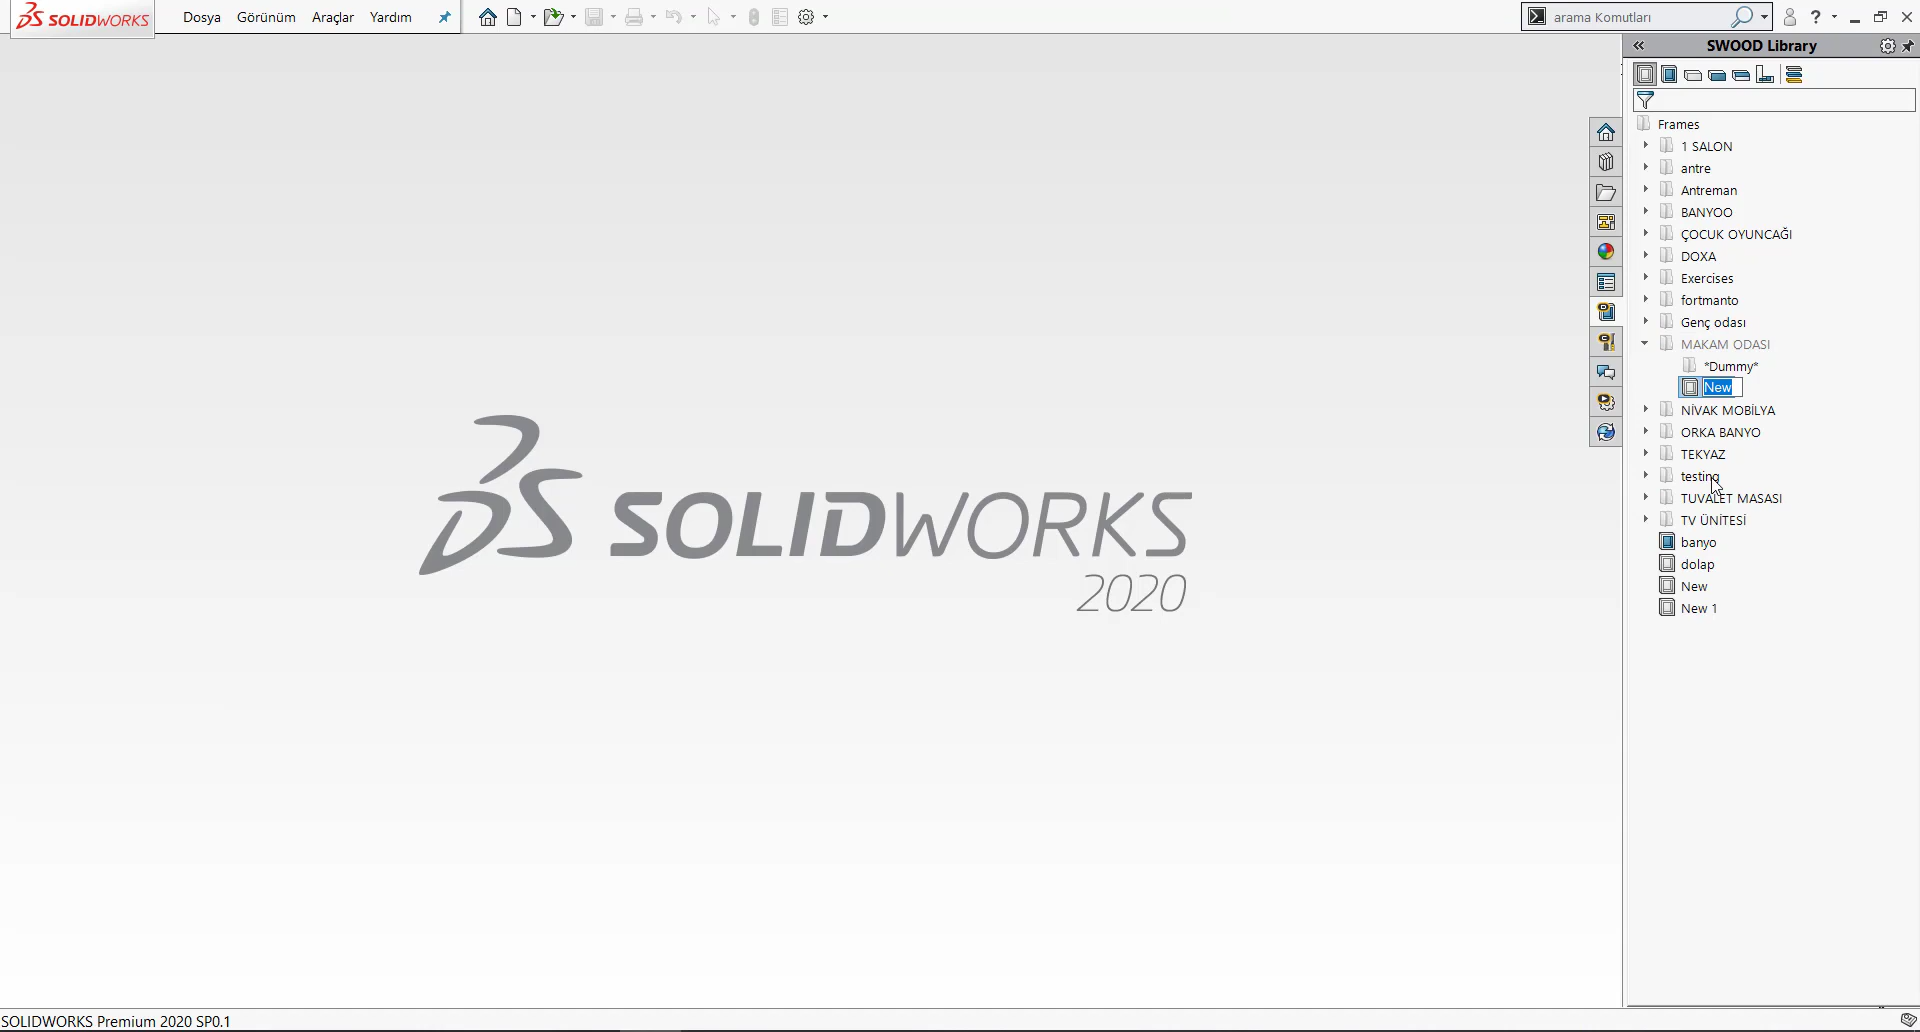 SOLIDWORKS
Dosya Görünüm Araçlar Yardım
arama Komutları
SWOOD Library
Frames
1 SALON
antre
Antreman
BANYOO
ÇOCUK OYUNCAĞI
DOXA
Exercises
fortmanto
Genç odası
MAKAM ODASI
*Dummy*
New
NİVAK MOBİLYA
ORKA BANYO
TEKYAZ
testing
TUVALET MASASI
TV ÜNİTESİ
banyo
dolap
New
New 1
SOLIDWORKS
2020
SOLIDWORKS Premium 2020 SP0.1